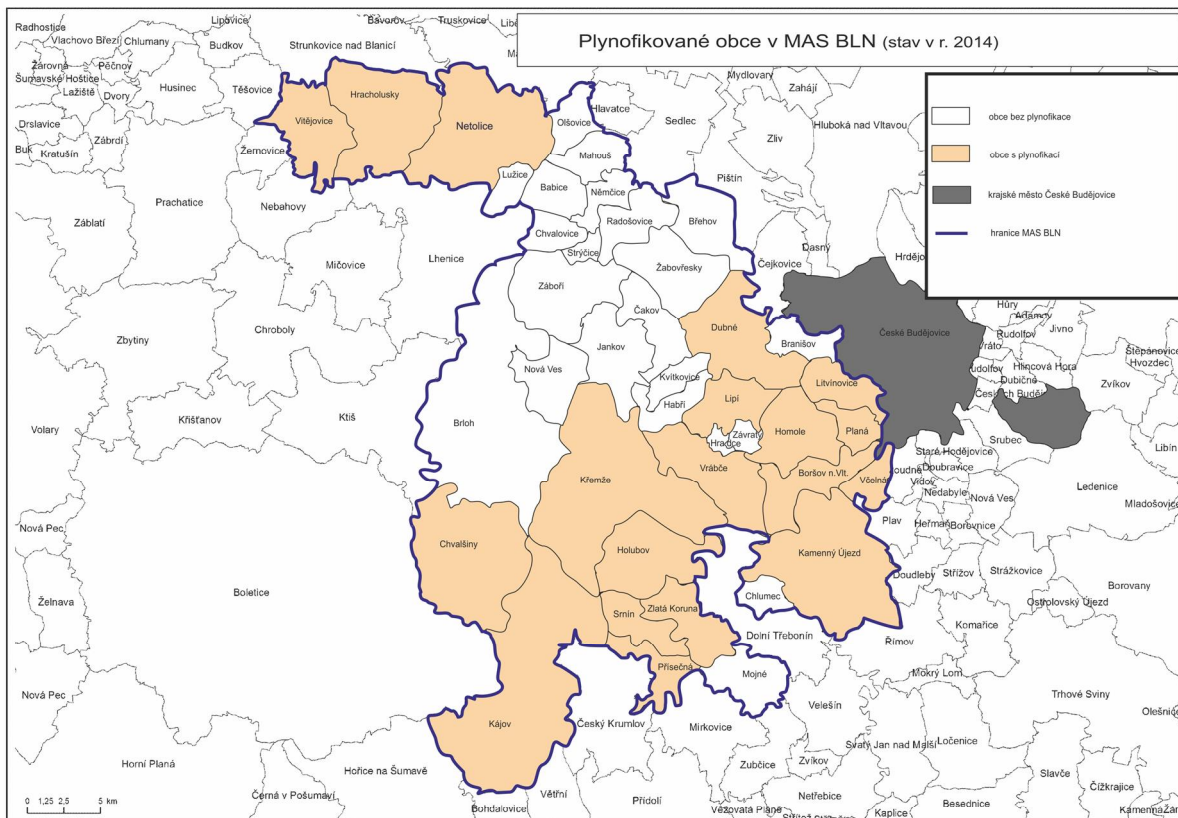 Plynofikované obce v MAS BLN (stav v r. 2014)
obce bez plynofikace
obce s plynofikací
krajské město České Budějovice
hranice MAS BLN
Radhostice
Lipovice
Bavorov
Truskovice
Vlachovo Březí
Chlumany
Budkov
Strunkovice nad Blanicí
Žárovná
Pěčnov
Šumavské Hoštice
Lažiště
Dvory
Husinec
Těšovice
Hracholusky
Mydlovary
Zahájí
Drslavice
Zábrdí
Vitějovice
Netolice
Olšovice
Hlavatce
Sedlec
Zliv
Hluboká nad Vltavou
Buk
Kratušín
Žernovice
Mahouš
Lužice
Babice
Němčice
Pištín
Prachatice
Nebahovy
Záblatí
Radošovice
Břehov
Chvalovice
Strýčice
Dasný
Lhenice
Mičovice
Žabovřesky
Čejkovice
Záboří
Čakov
Hůry
Adamov
Zbytiny
Chroboly
Dubné
České Budějovice
Rudolfov
Jivno
Jankov
Branišov
Štěpánovice
Hvozdec
Nová Ves
Kvítkovice
Hlincová Hora
Litvínovice
Dubičné
Zvíkov
Habří
Lipí
Volary
Křišťanov
Ktiš
Brloh
Homole
Planá
Závraty
Hradce
Srubec
Libín
Staré Hodějovice
Doubravice
Vrábče
Boršov n.Vlt.
Křemže
Vidov
Nedabyle
Nová Ves
Ledenice
Mladošovice
Nová Pec
Plav
Borovnice
Chvalšiny
Holubov
Kamenný Újezd
Doudleby
Střížov
Strážkovice
Želnava
Boletice
Chlumec
Borovany
Ostrolovský Újezd
Srnín
Zlatá Koruna
Komařice
Dolní Třebonín
Římov
Přísečná
Mojné
Mokrý Lom
Nová Pec
Trhové Sviny
Velešín
Olešnice
Kájov
Český Krumlov
Mirkovice
Svatý Jan nad Malší
Ločenice
Horní Planá
Hořice na Šumavě
Zubčice
Zvíkov
Slavče
Čížkrajice
Černá v Pošumaví
Větřní
Přídolí
Netřebice
Besednice
Bohdalovice
Věžovatá Pláně
Kaplice
0 1,25 2,5 5 km